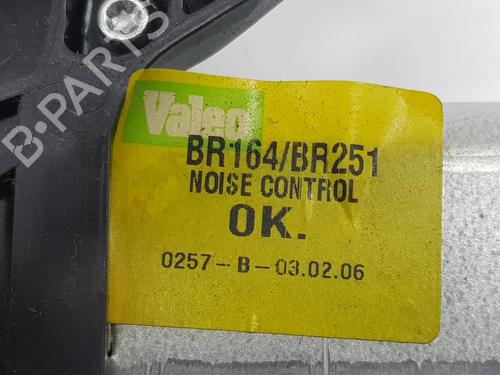 Valeo
BR164/BR251
NOISE CONTROL
OK.
0257-B-03.02.06
B-PARTS